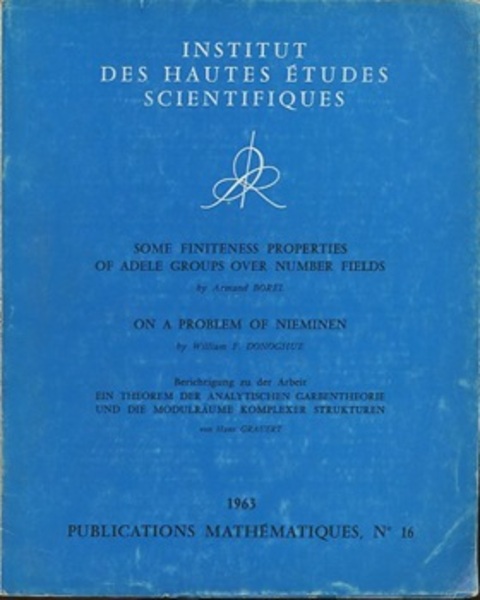 INSTITUT
DES HAUTES ÉTUDES
SCIENTIFIQUES
SOME FINITENESS PROPERTIES
OF ADELE GROUPS OVER NUMBER FIELDS
by Armand BOREL
ON A PROBLEM OF NIEMINEN
by William F. DONOGHUE
Berichtigung zu der Arbeit
EIN THEOREM DER ANALYTISCHEN GARBENTHEORIE
UND DIE MODULRÄUME KOMPLEXER STRUKTUREN
von Hans GRAUERT
1963
PUBLICATIONS MATHÉMATIQUES, N° 16